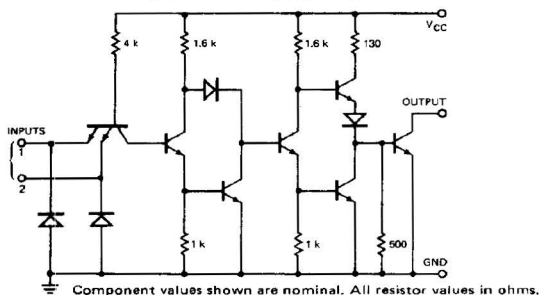 VCC
4 k
1.6 k
1.6 k
130
OUTPUT
INPUTS
1
2
1 k
1 k
500
GND
Component values shown are nominal. All resistor values in ohms.